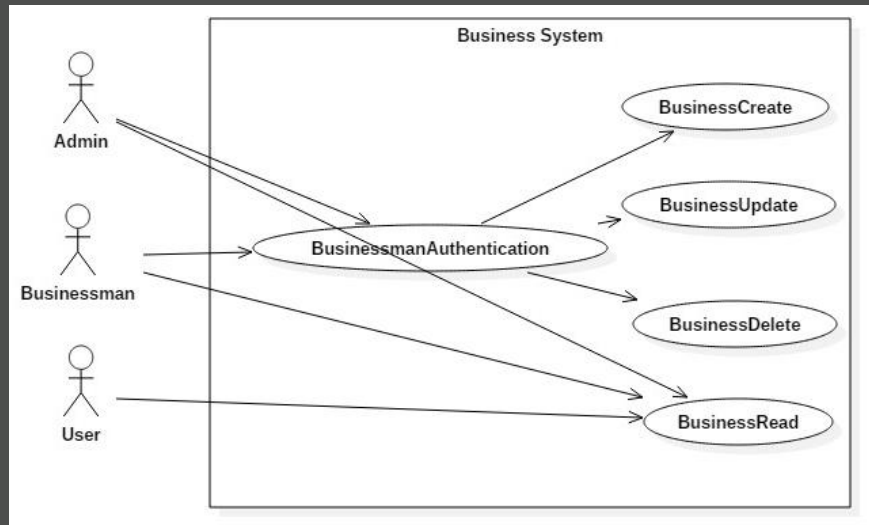 Business System
Admin
BusinessCreate
BusinessUpdate
BusinessmanAuthentication
Businessman
BusinessDelete
User
BusinessRead